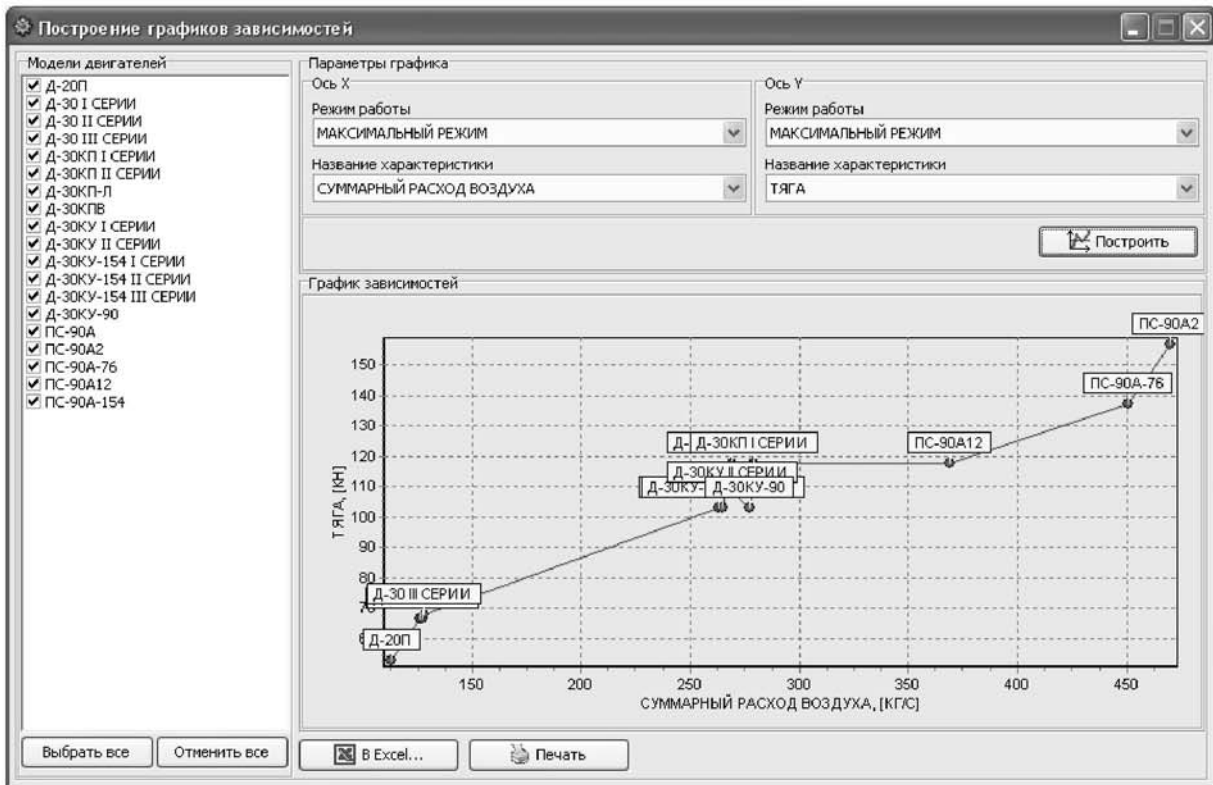 Построение графиков зависимостей
Модели двигателей
Д-20П
Д-30 I СЕРИИ
Д-30 II СЕРИИ
Д-30 III СЕРИИ
Д-30КП I СЕРИИ
Д-30КП II СЕРИИ
Д-30КП-Л
Д-30КПВ
Д-30КУ I СЕРИИ
Д-30КУ II СЕРИИ
Д-30КУ-154 I СЕРИИ
Д-30КУ-154 II СЕРИИ
Д-30КУ-154 III СЕРИИ
Д-30КУ-90
ПС-90А
ПС-90А2
ПС-90А-76
ПС-90А12
ПС-90А-154
Выбрать все
Отменить все
Параметры графика
Ось X
Режим работы
МАКСИМАЛЬНЫЙ РЕЖИМ
Название характеристики
СУММАРНЫЙ РАСХОД ВОЗДУХА
Ось Y
Режим работы
МАКСИМАЛЬНЫЙ РЕЖИМ
Название характеристики
ТЯГА
Построить
График зависимостей
ПС-90А2
ПС-90А-76
Д- Д-30КП I СЕРИИ
ПС-90А12
Д-30КУ II СЕРИИ
Д-30КУ- Д-30КУ-90
Д-30 III СЕРИИ
Д-20П
ТЯГА, [КН]
150
140
130
120
110
100
90
80
150
200
250
300
350
400
450
СУММАРНЫЙ РАСХОД ВОЗДУХА, [КГ/С]
В Excel...
Печать